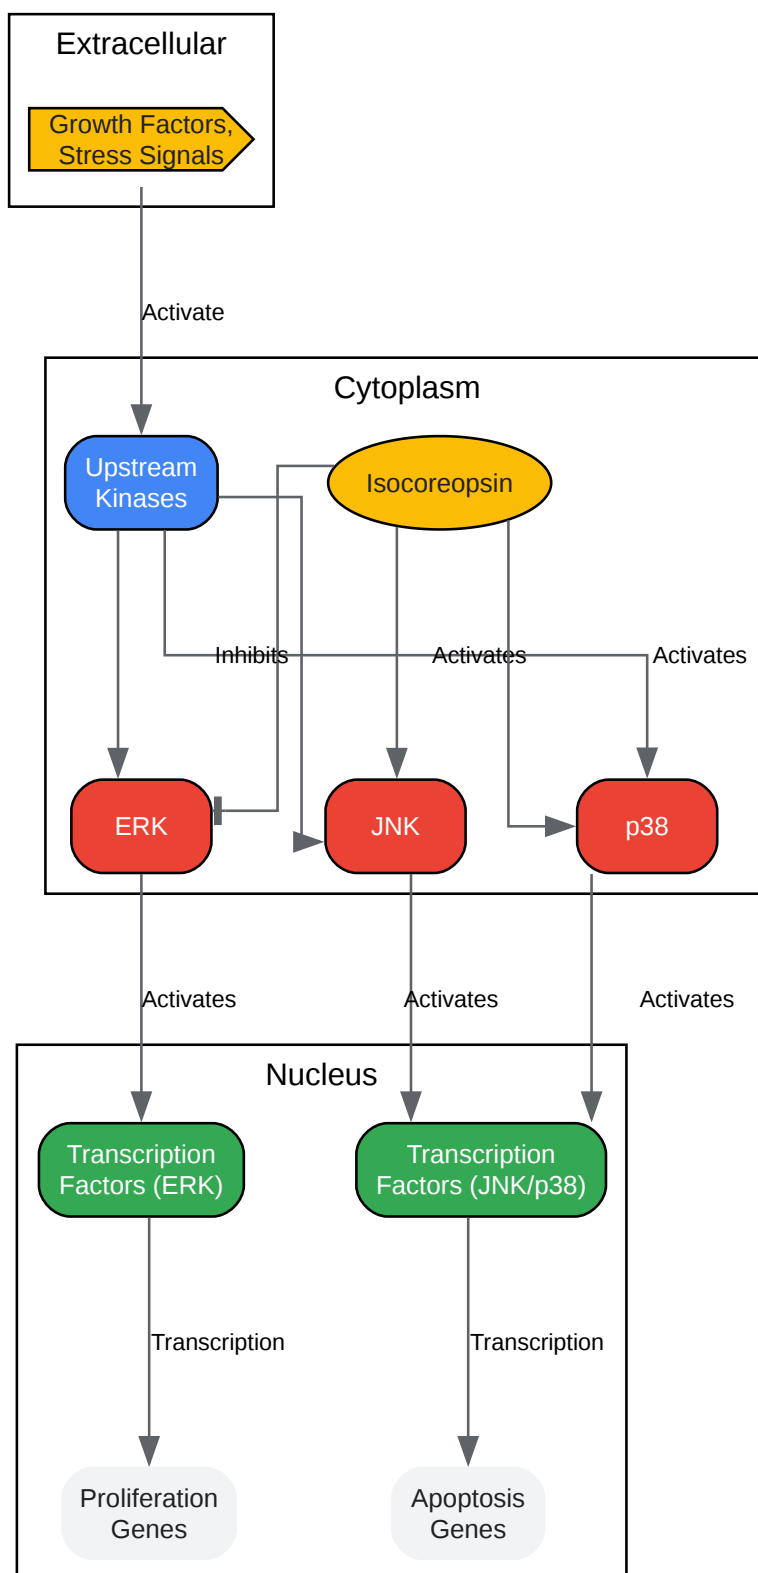 Extracellular
Growth Factors,
Stress Signals
Activate
Cytoplasm
Upstream
Kinases
Isocoreopsin
Inhibits
Activates
Activates
ERK
JNK
p38
Activates
Activates
Activates
Nucleus
Transcription
Factors (ERK)
Transcription
Factors (JNK/p38)
Transcription
Transcription
Proliferation
Genes
Apoptosis
Genes